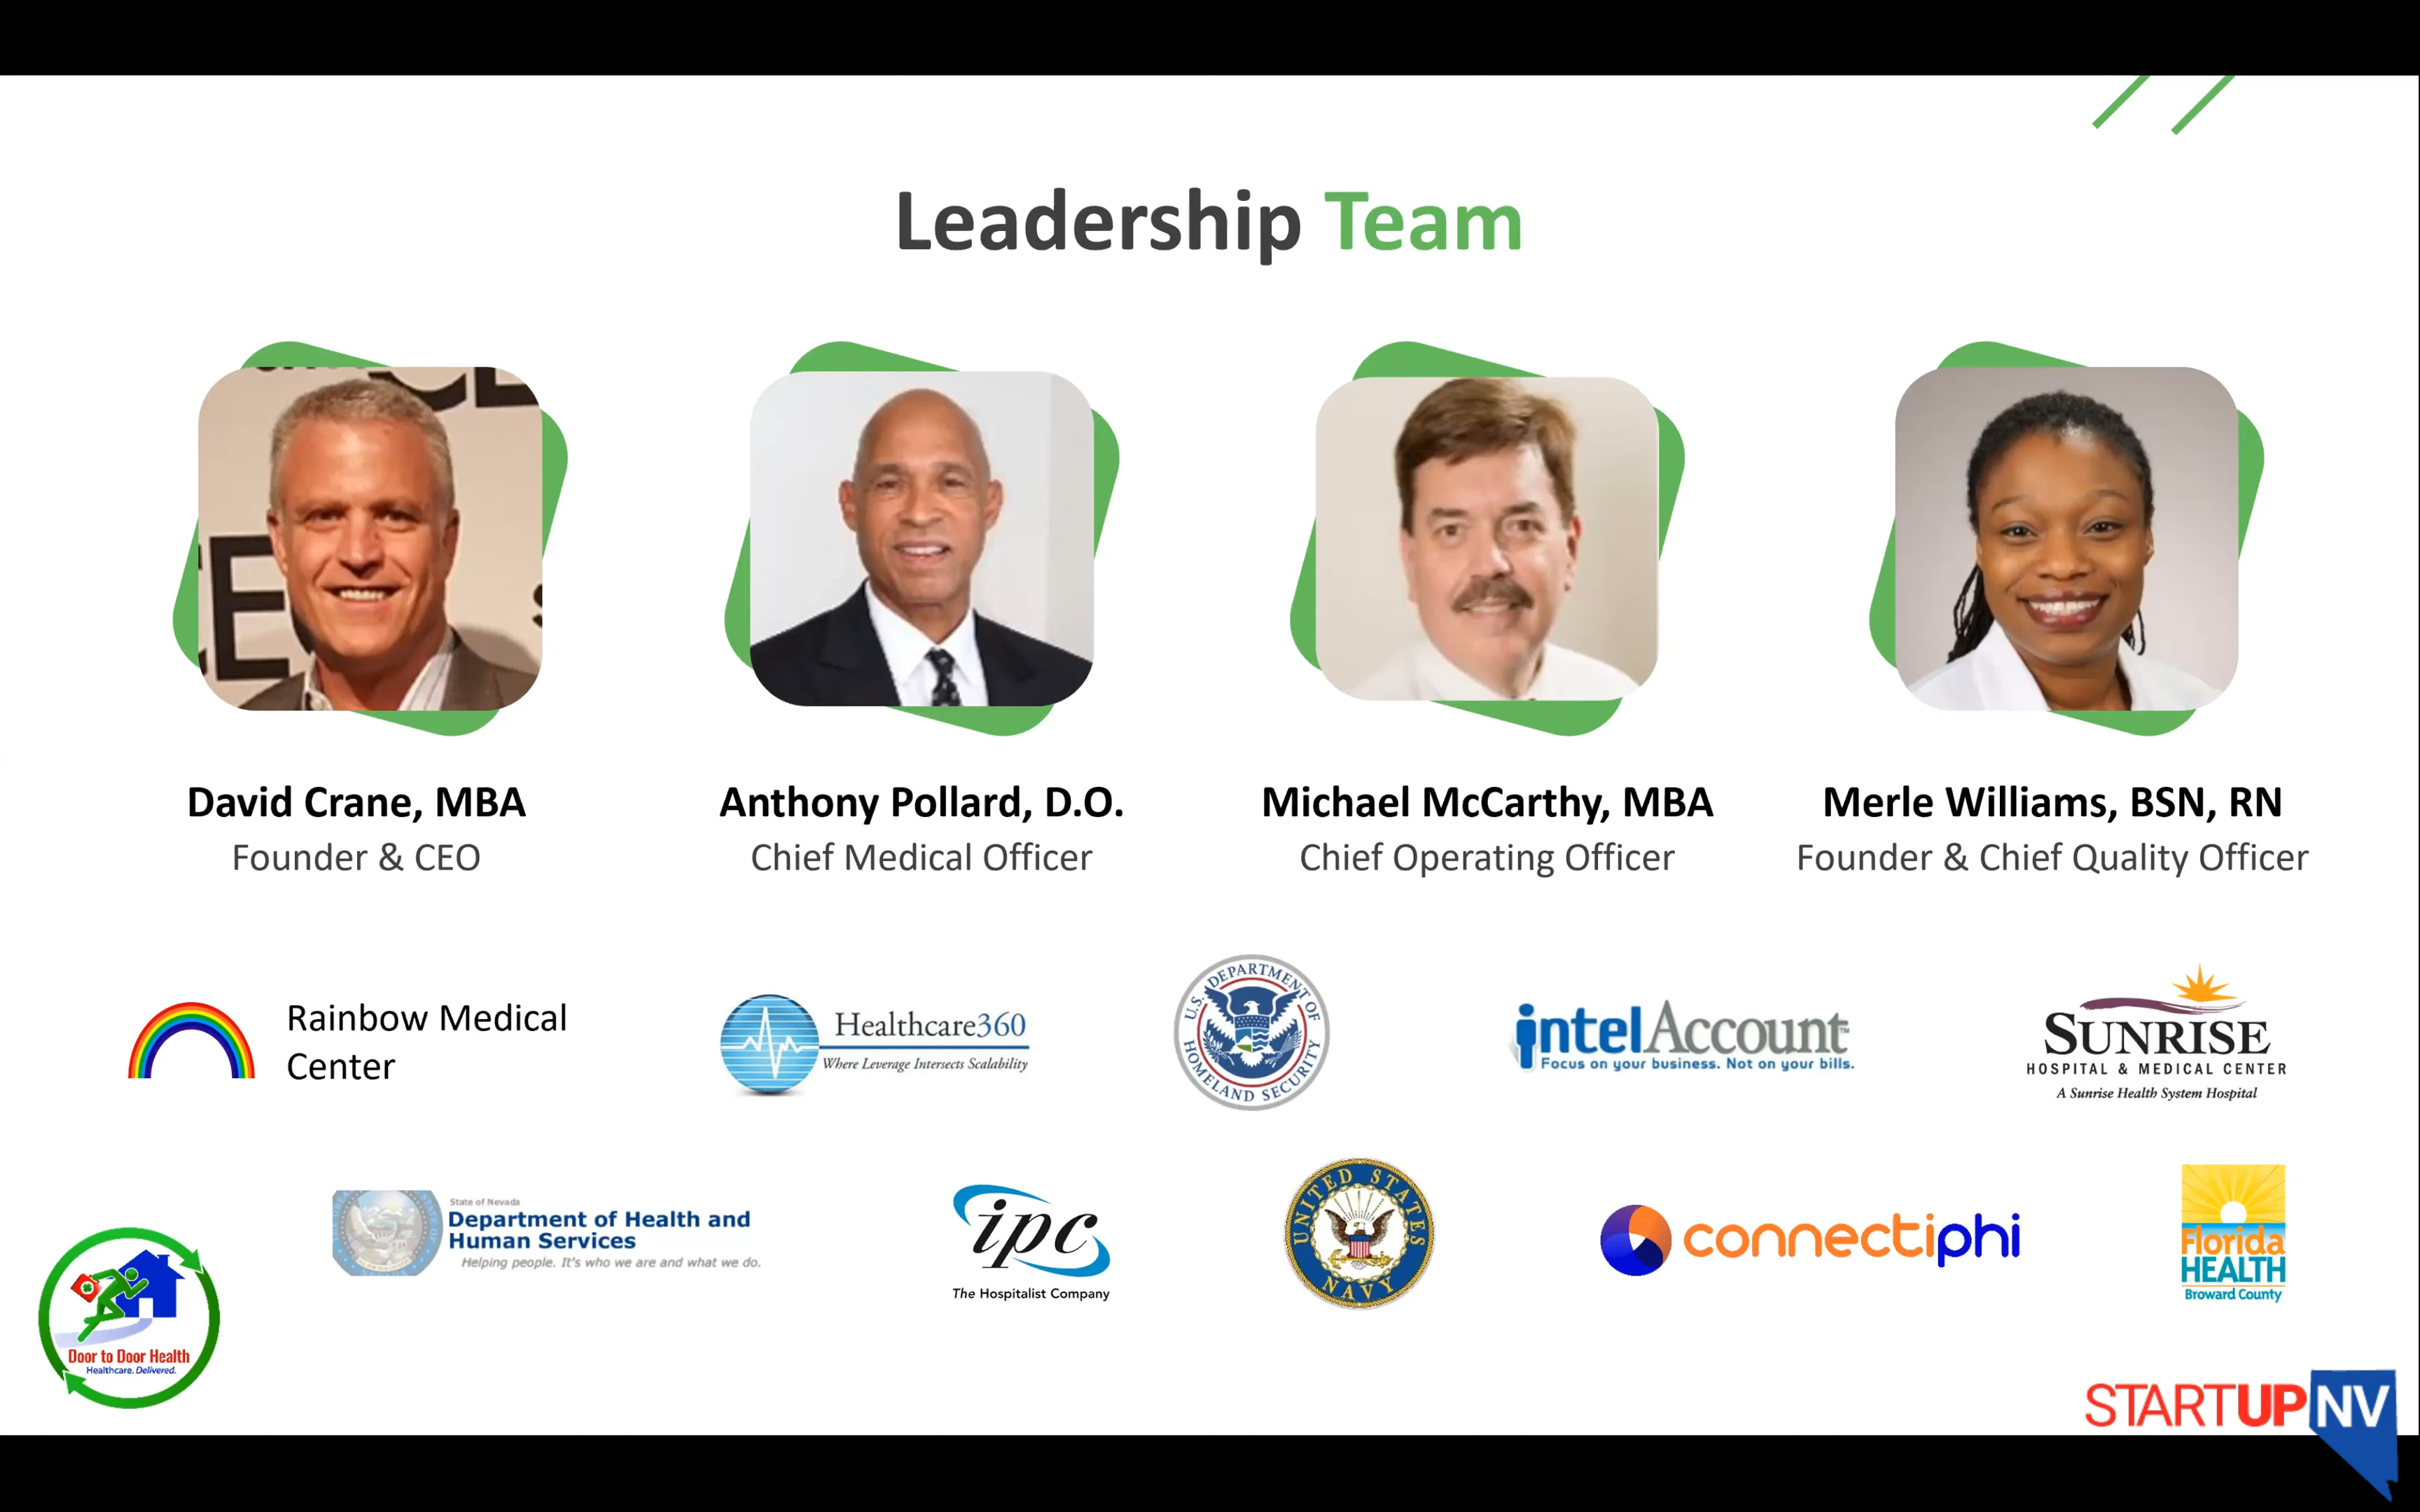 Leadership Team
David Crane, MBA
Founder & CEO
Anthony Pollard, D.O.
Chief Medical Officer
Michael McCarthy, MBA
Chief Operating Officer
Merle Williams, BSN, RN
Founder & Chief Quality Officer
Rainbow Medical
Center
Healthcare360
Where Leverage Intersects Scalability
U.S. DEPARTMENT OF
HOMELAND SECURITY
intelAccount™
Focus on your business. Not on your bills.
SUNRISE
HOSPITAL & MEDICAL CENTER
A Sunrise Health System Hospital
State of Nevada
Department of Health and
Human Services
Helping people. It's who we are and what we do.
ipc
The Hospitalist Company
UNITED STATES
NAVY
connectiphi
Florida
HEALTH
Broward County
Door to Door Health
Healthcare. Delivered.
STARTUPNV